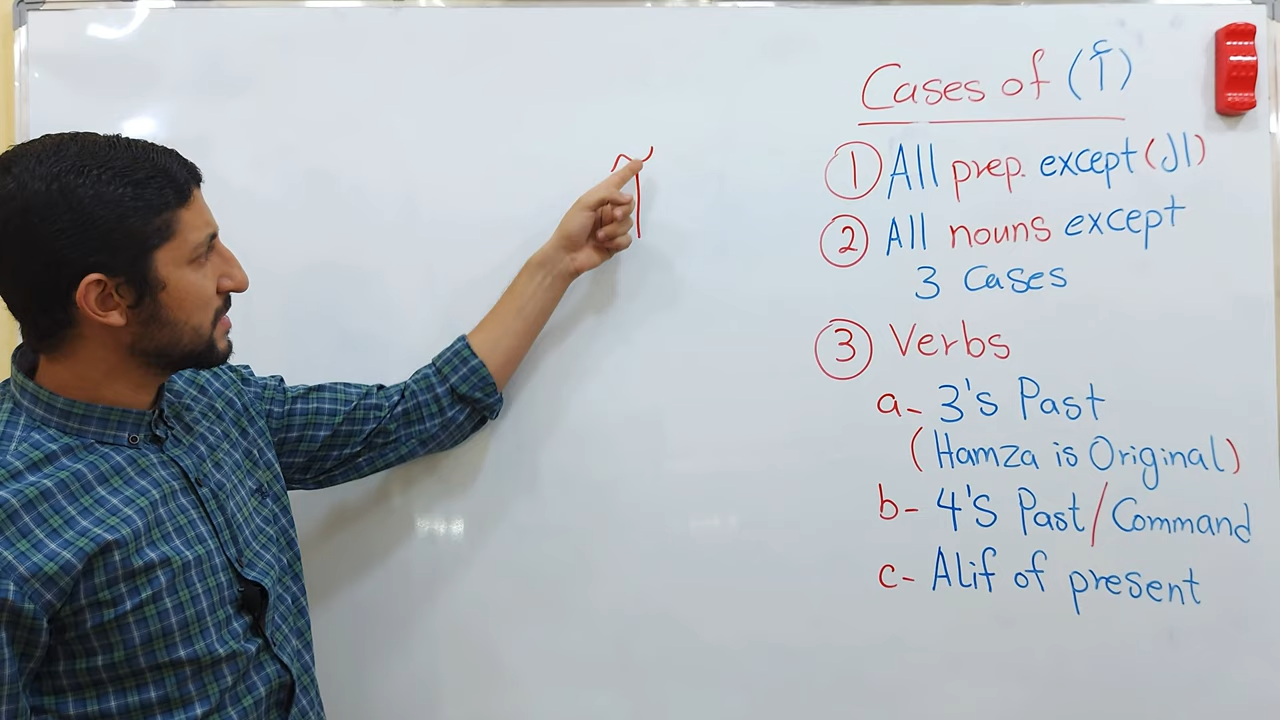 Cases of (أ)
① All prep. except (ال)
② All nouns except
3 Cases
③ Verbs
a- 3's Past
(Hamza is Original)
b- 4's Past/Command
c- Alif of present
آ